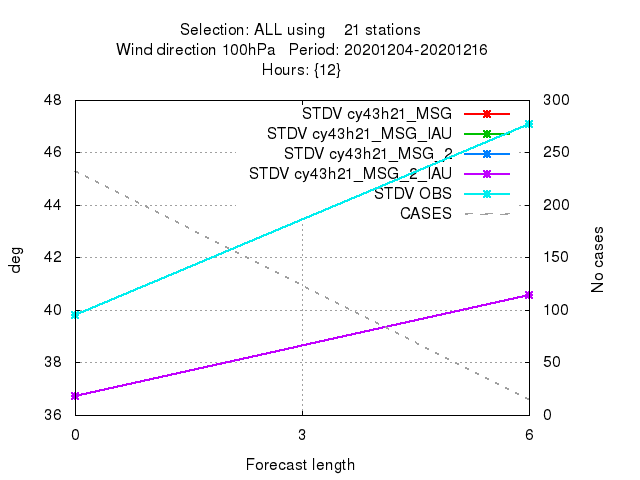 Selection: ALL using    21 stations
Wind direction 100hPa   Period: 20201204-20201216
Hours: {12}
48 300
STDV cy43h21_MSG
STDV cy43h21_MSG_IAU
46 250
STDV cy43h21_MSG_2
STDV cy43h21_MSG_2_IAU
STDV OBS
44 200
CASES
42 150
deg
No cases
40 100
38 50
36 0
0 3 6
Forecast length